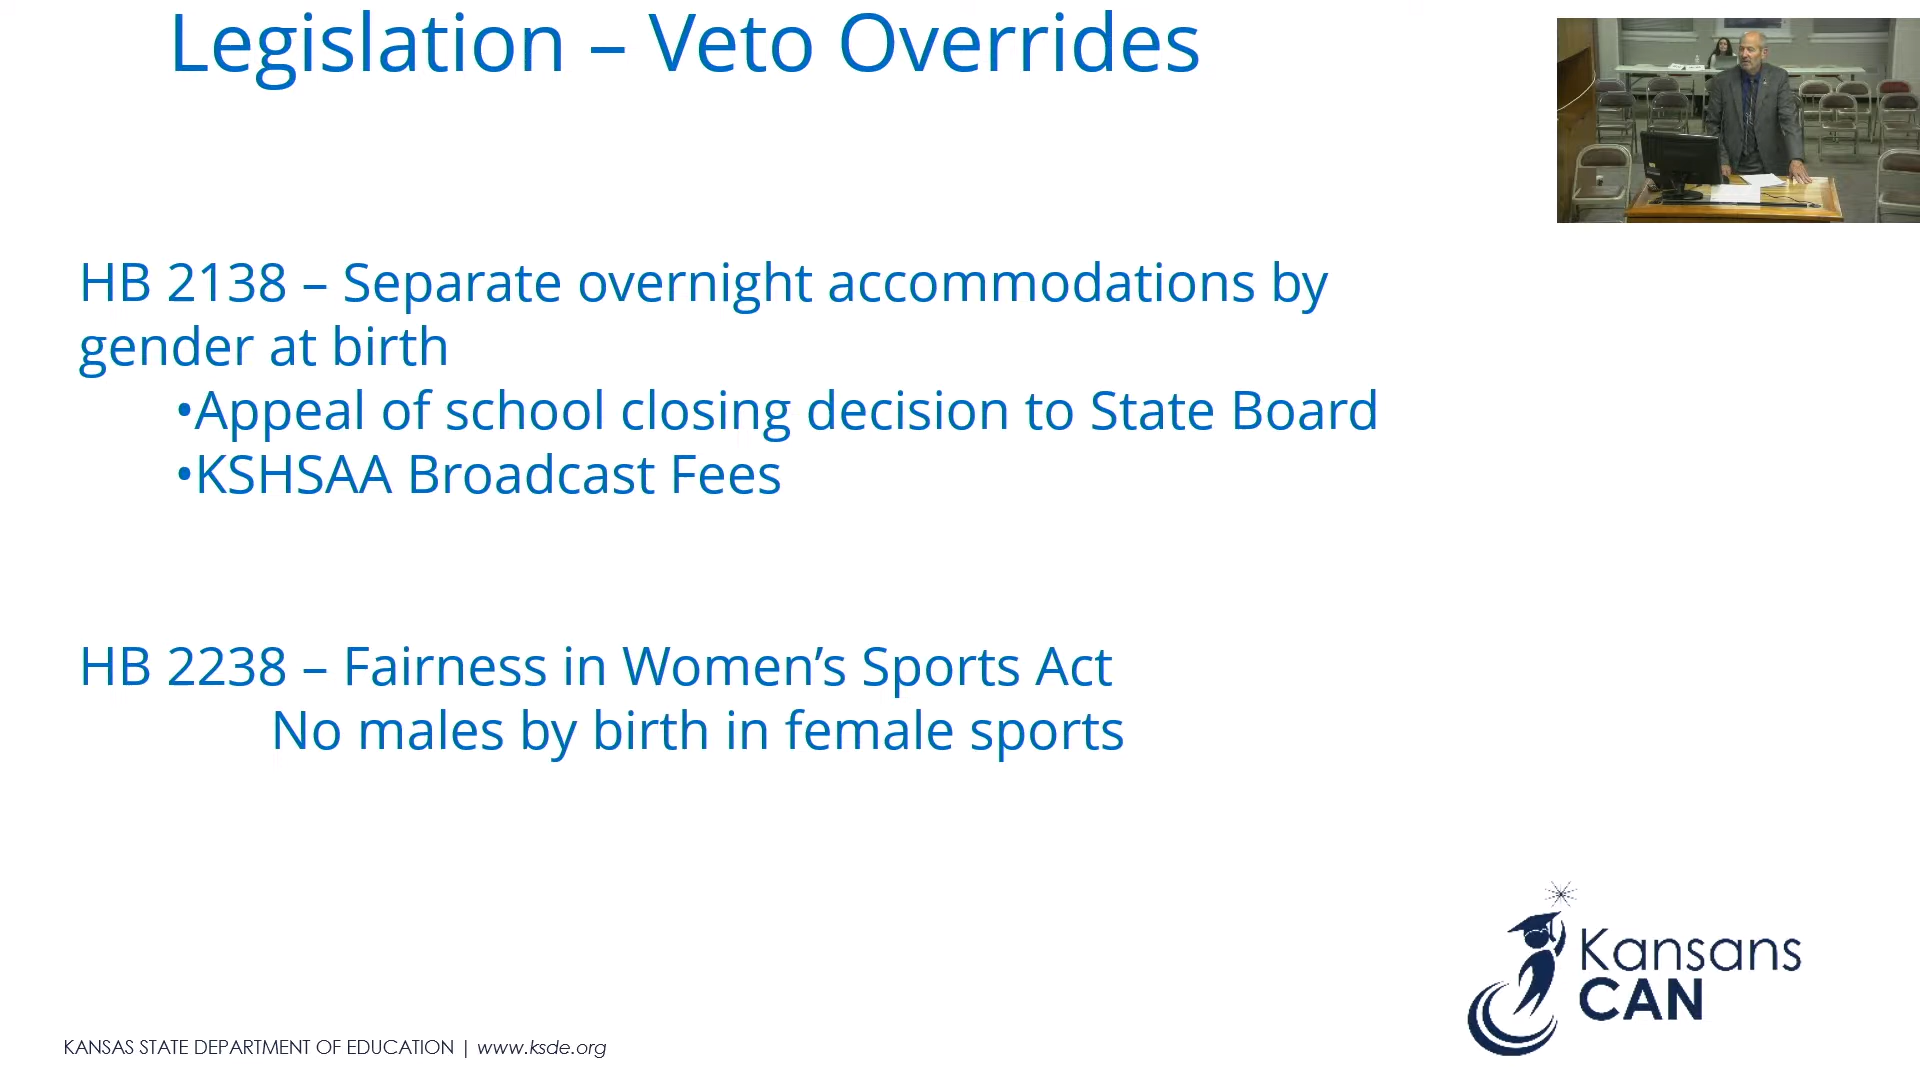 Legislation – Veto Overrides
HB 2138 – Separate overnight accommodations by
gender at birth
•Appeal of school closing decision to State Board
•KSHSAA Broadcast Fees
HB 2238 – Fairness in Women’s Sports Act
No males by birth in female sports
Kansans
CAN
KANSAS STATE DEPARTMENT OF EDUCATION | www.ksde.org